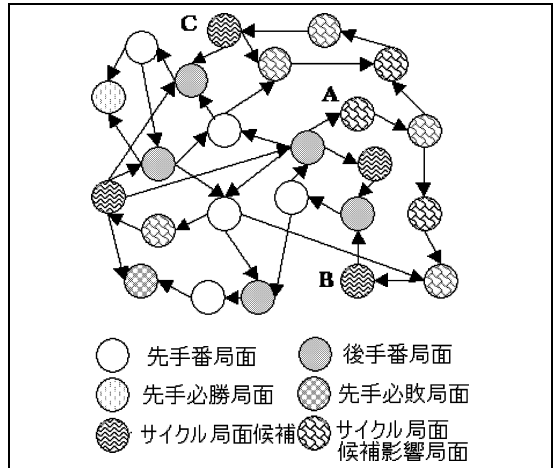 C
A
B
先手番局面
後手番局面
先手必勝局面
先手必敗局面
サイクル局面候補
サイクル局面
候補影響局面